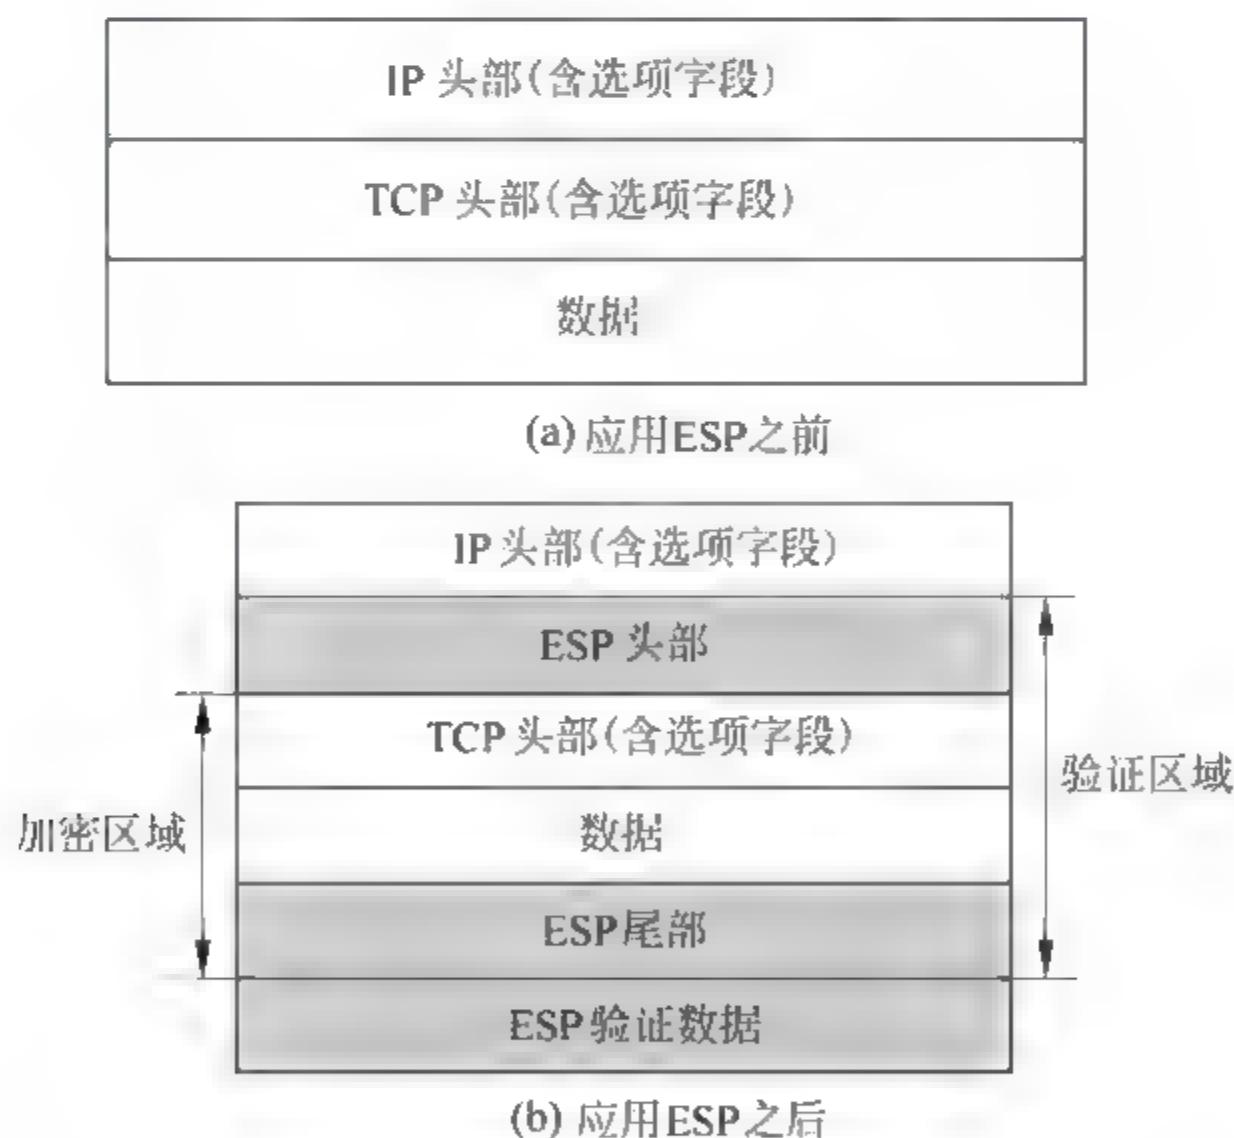 IP 头部(含选项字段)
TCP 头部(含选项字段)
数据
(a) 应用ESP之前
IP 头部(含选项字段)
ESP 头部
TCP 头部(含选项字段)
验证区域
加密区域
数据
ESP尾部
ESP验证数据
(b) 应用ESP之后